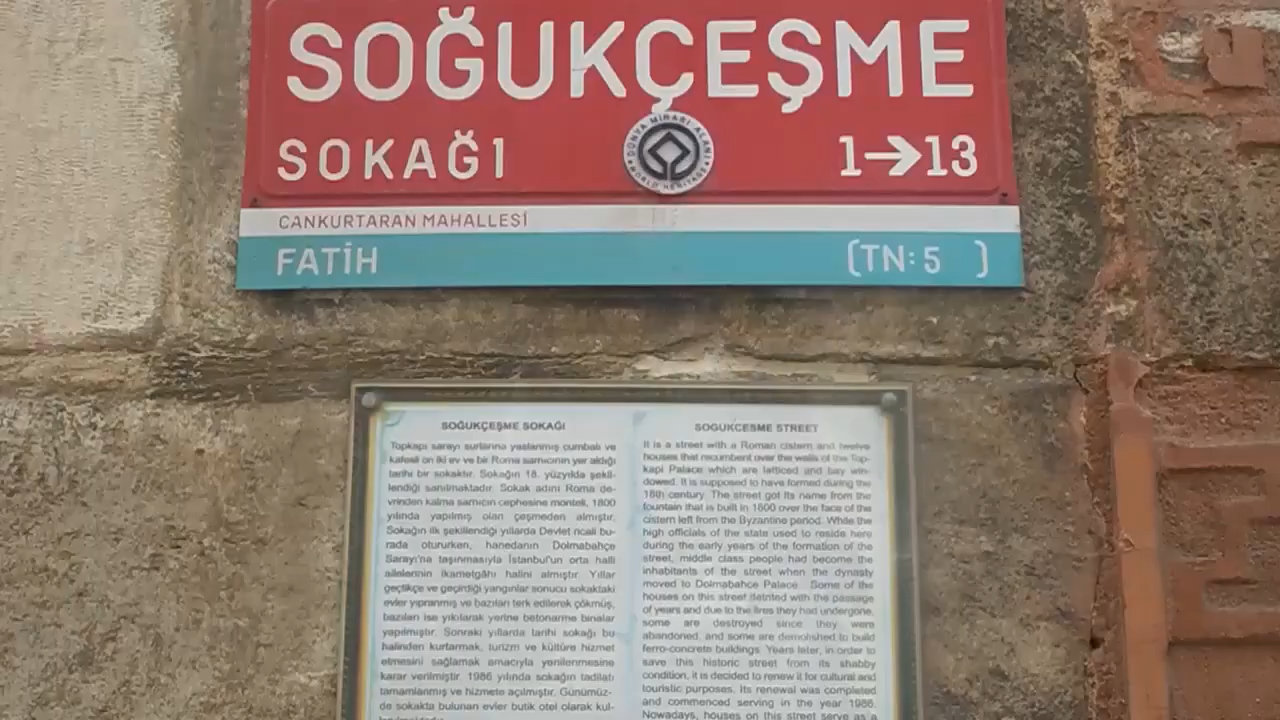 SOĞUKÇEŞME
SOKAĞI
DÜNYA MİRASI ALANI
WORLD HERITAGE
1→13
CANKURTARAN MAHALLESİ
FATİH
(TN: 5 )
SOĞUKÇEŞME SOKAĞI
Topkapı sarayı surlarına yaslanmış cumbalı ve
kafesli on iki ev ve bir Roma sarnıcının yer aldığı
tarihi bir sokaktır. Sokağın 18. yüzyılda şekil-
lendiği sanılmaktadır. Sokak adını Roma de-
vrinden kalma sarnıcın cephesine monteli, 1800
yılında yapılmış olan çeşmeden almıştır.
Sokağın ilk şekillendiği yıllarda Devlet ricali bu-
rada otururken, hanedanın Dolmabahçe
Sarayı'na taşınmasıyla İstanbul'un orta halli
ailelerinin ikametgâhı halini almıştır. Yıllar
geçtikçe ve geçirdiği yangınlar sonucu sokaktaki
evler yıpranmış ve bazıları terk edilerek çökmüş,
bazıları ise yıkılarak yerine betonarme binalar
yapılmıştır. Sonraki yıllarda tarihi sokağı bu
halinden kurtarmak, turizm ve kültüre hizmet
etmesini sağlamak amacıyla yenilenmesine
karar verilmiştir. 1986 yılında sokağın tadilatı
tamamlanmış ve hizmete açılmıştır. Günümüz-
de sokakta bulunan evler butik otel olarak kul-
SOGUKCESME STREET
It is a street with a Roman cistern and twelve
houses that recumbent over the walls of the Top-
kapi Palace which are latticed and bay win-
dowed. It is supposed to have formed during the
18th century. The street got its name from the
fountain that is built in 1800 over the face of the
cistern left from the Byzantine period. While the
high officials of the state used to reside here
during the early years of the formation of the
street, middle class people had become the
inhabitants of the street when the dynasty
moved to Dolmabahce Palace. Some of the
houses on this street detrited with the passage
of years and due to the fires they had undergone,
some are destroyed since they were
abandoned, and some are demolished to build
ferro-concrete buildings. Years later, in order to
save this historic street from its shabby
condition, it is decided to renew it for cultural and
touristic purposes. Its renewal was completed
and commenced serving in the year 1986.
Nowadays, houses on this street serve as a